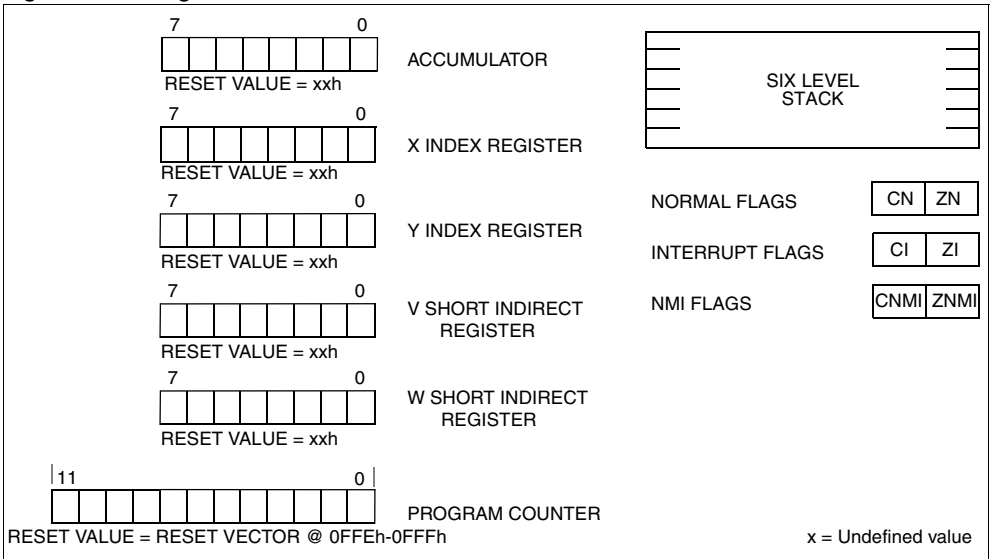 7 0
ACCUMULATOR
RESET VALUE = xxh
7 0
X INDEX REGISTER
RESET VALUE = xxh
7 0
Y INDEX REGISTER
RESET VALUE = xxh
7 0
V SHORT INDIRECT
REGISTER
RESET VALUE = xxh
7 0
W SHORT INDIRECT
REGISTER
RESET VALUE = xxh
11 0
PROGRAM COUNTER
RESET VALUE = RESET VECTOR @ 0FFEh-0FFFh
SIX LEVEL
STACK
NORMAL FLAGS CN ZN
INTERRUPT FLAGS CI ZI
NMI FLAGS CNMI ZNMI
x = Undefined value